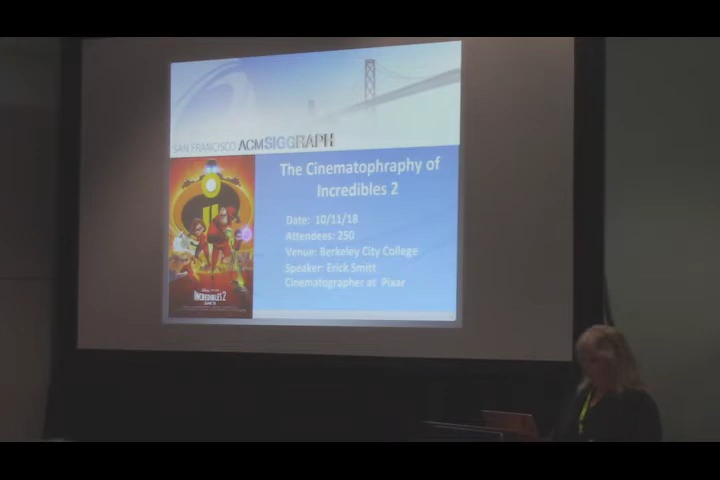 SAN FRANCISCO ACMSIGGRAPH
The Cinematophraphy of
Incredibles 2
Date: 10/11/18
Attendees: 250
Venue: Berkeley City College
Speaker: Erick Smitt
Cinematographer at Pixar
INCREDIBLES 2